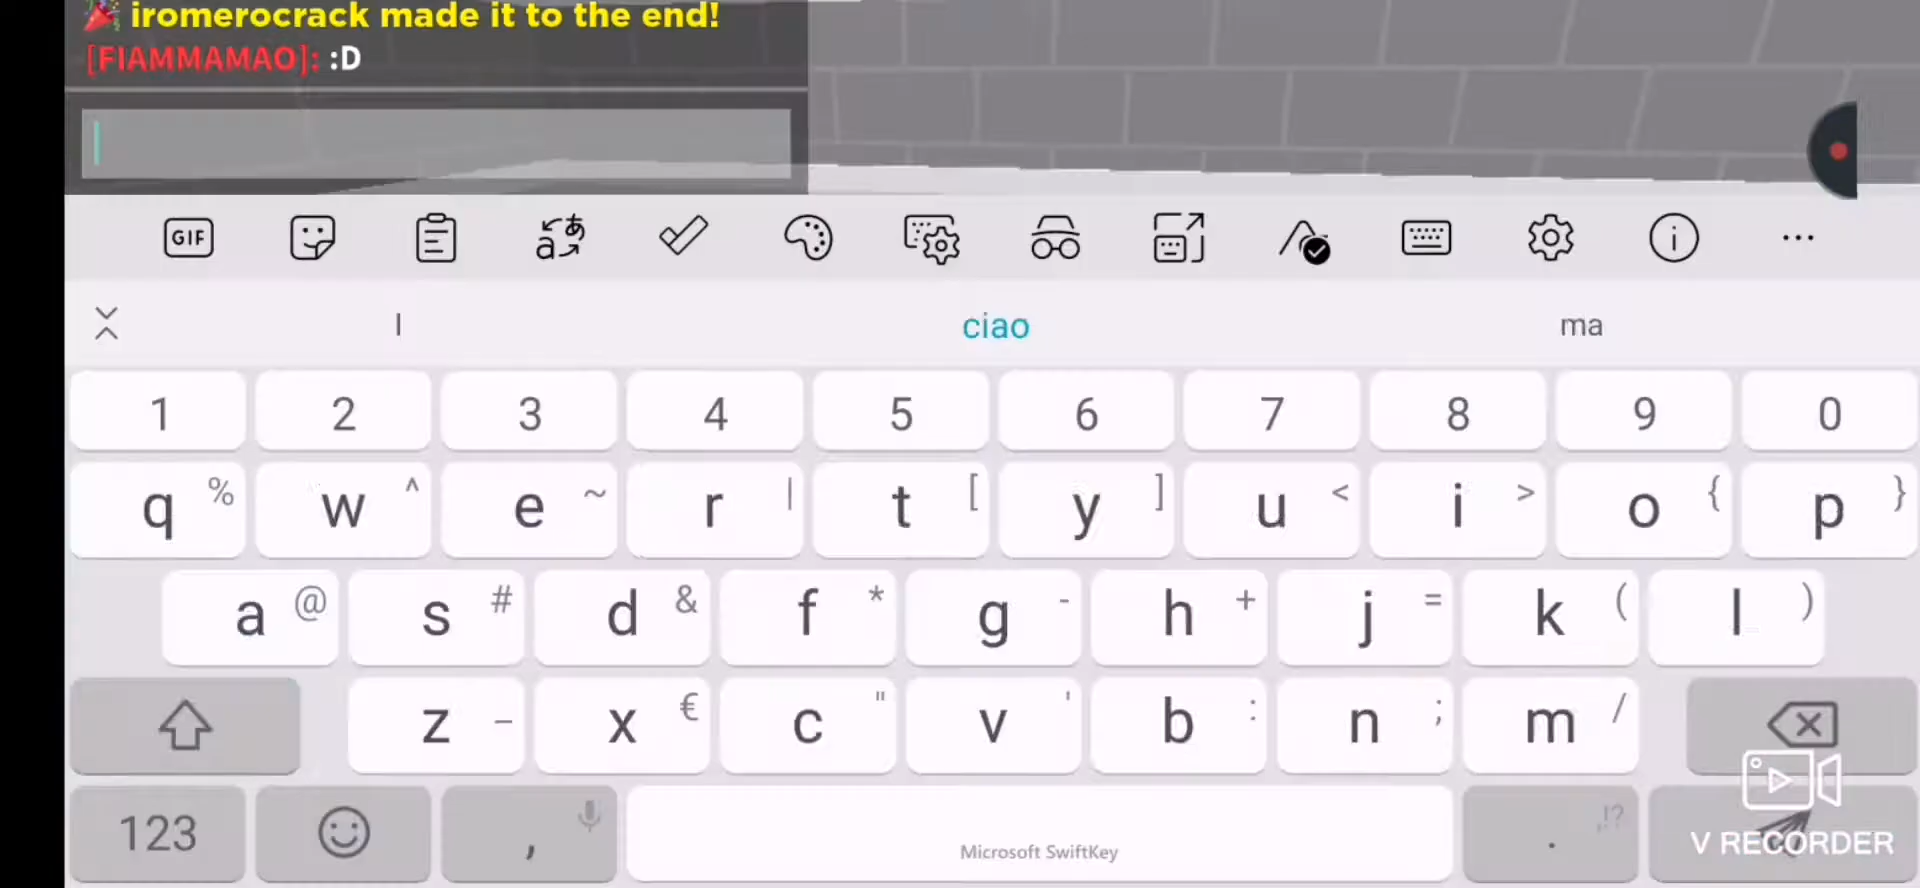 🎉 iromerocrack made it to the end!
[FIAMMAMAO]: :D
GIF
a あ
l ciao ma
1 2 3 4 5 6 7 8 9 0
q % w ^ e ~ r | t [ y ] u < i > o { p }
a @ s # d & f * g - h + j = k ( l )
z _ x € c " v ' b : n ; m /
123 , . ,!?
Microsoft SwiftKey
V RECORDER